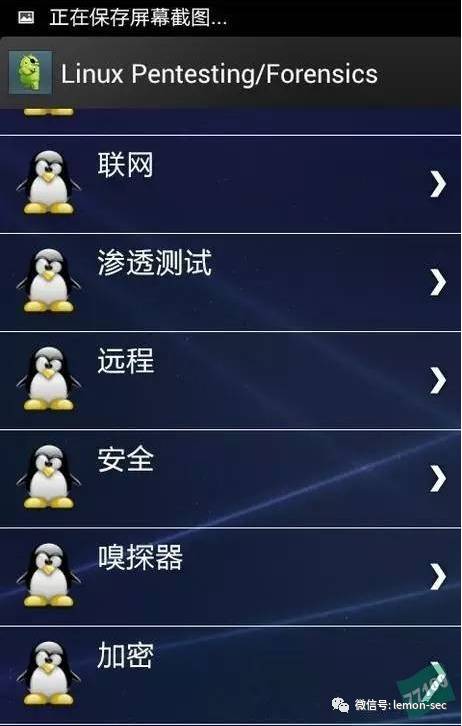 正在保存屏幕截图...
Linux Pentesting/Forensics
联网
渗透测试
远程
安全
嗅探器
加密
微信号: lemon-sec